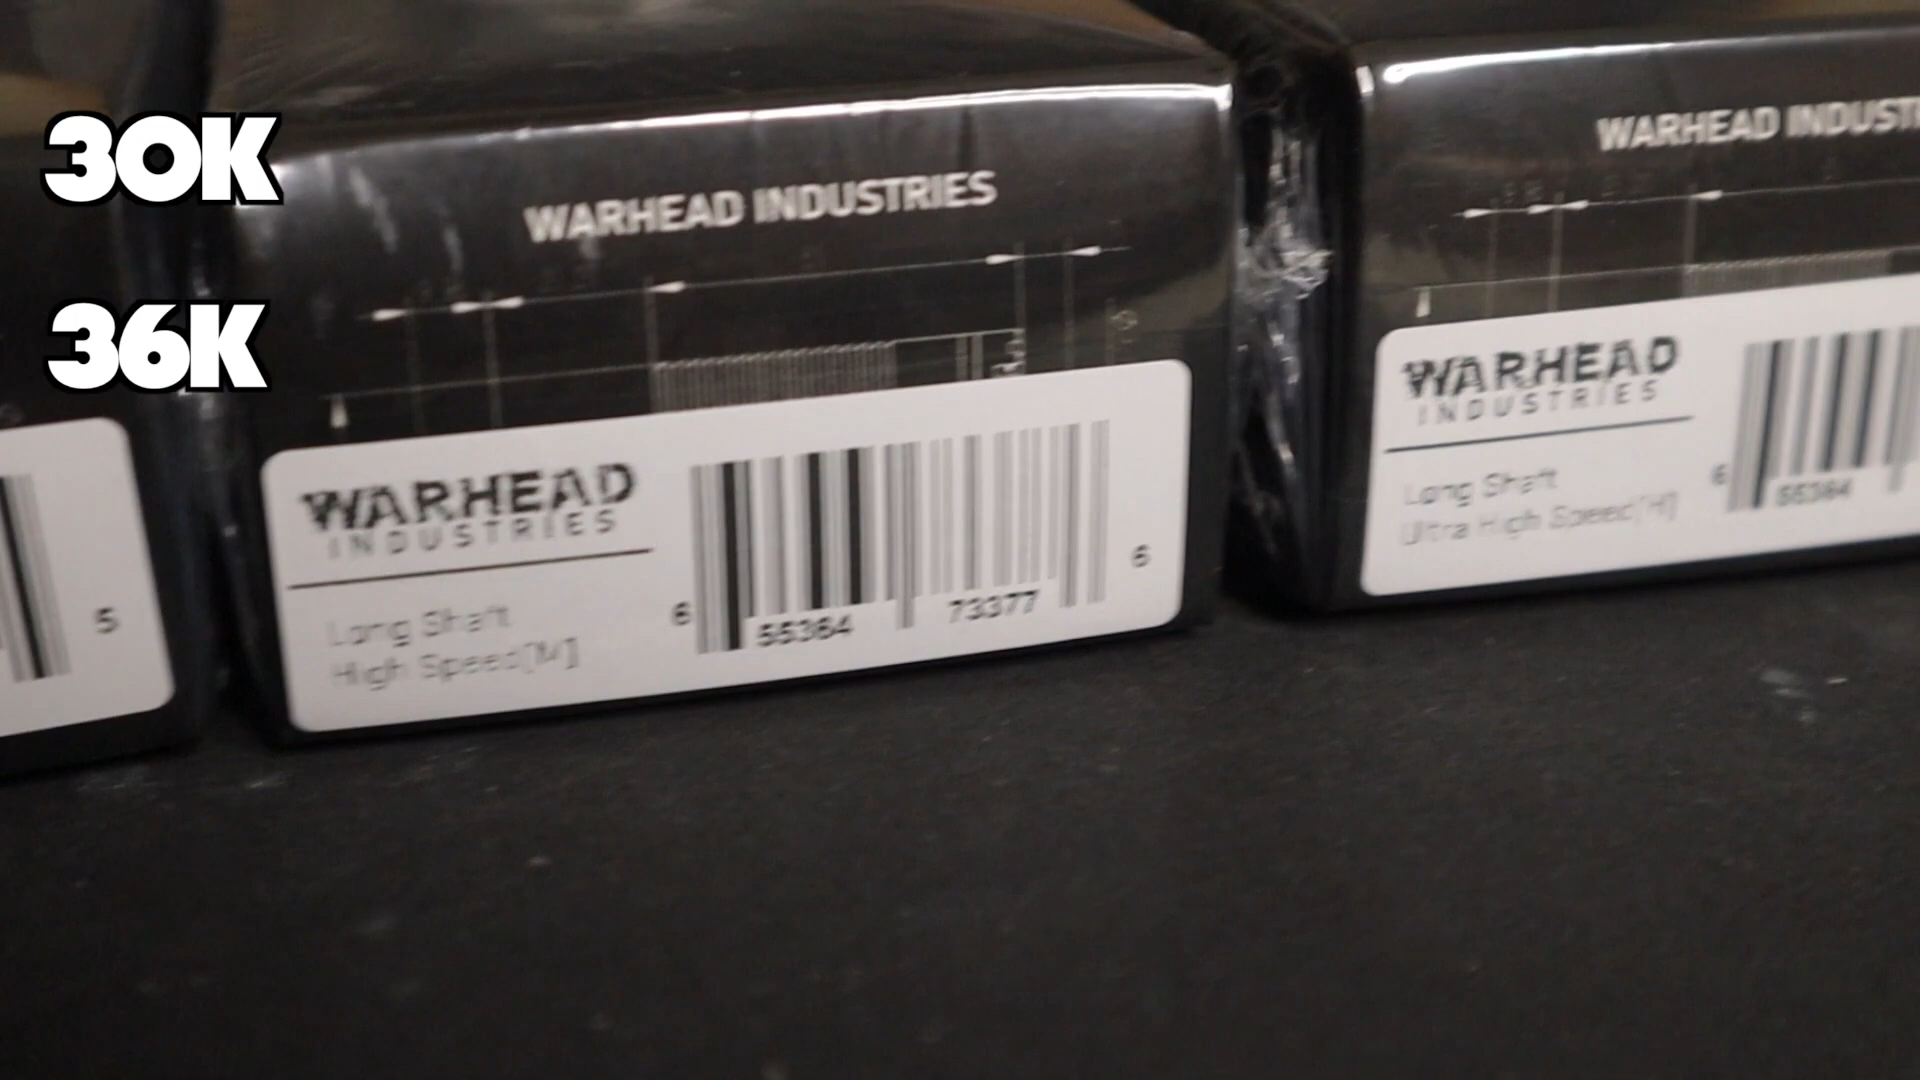 30K
36K
5
WARHEAD INDUSTRIES
WARHEAD
INDUSTRIES
Long Shaft
High Speed[M]
6 55364 73377 6
WARHEAD
WARHEAD
INDUSTRIES
Long Shaft
Ultra High Speed[H]
6 55364